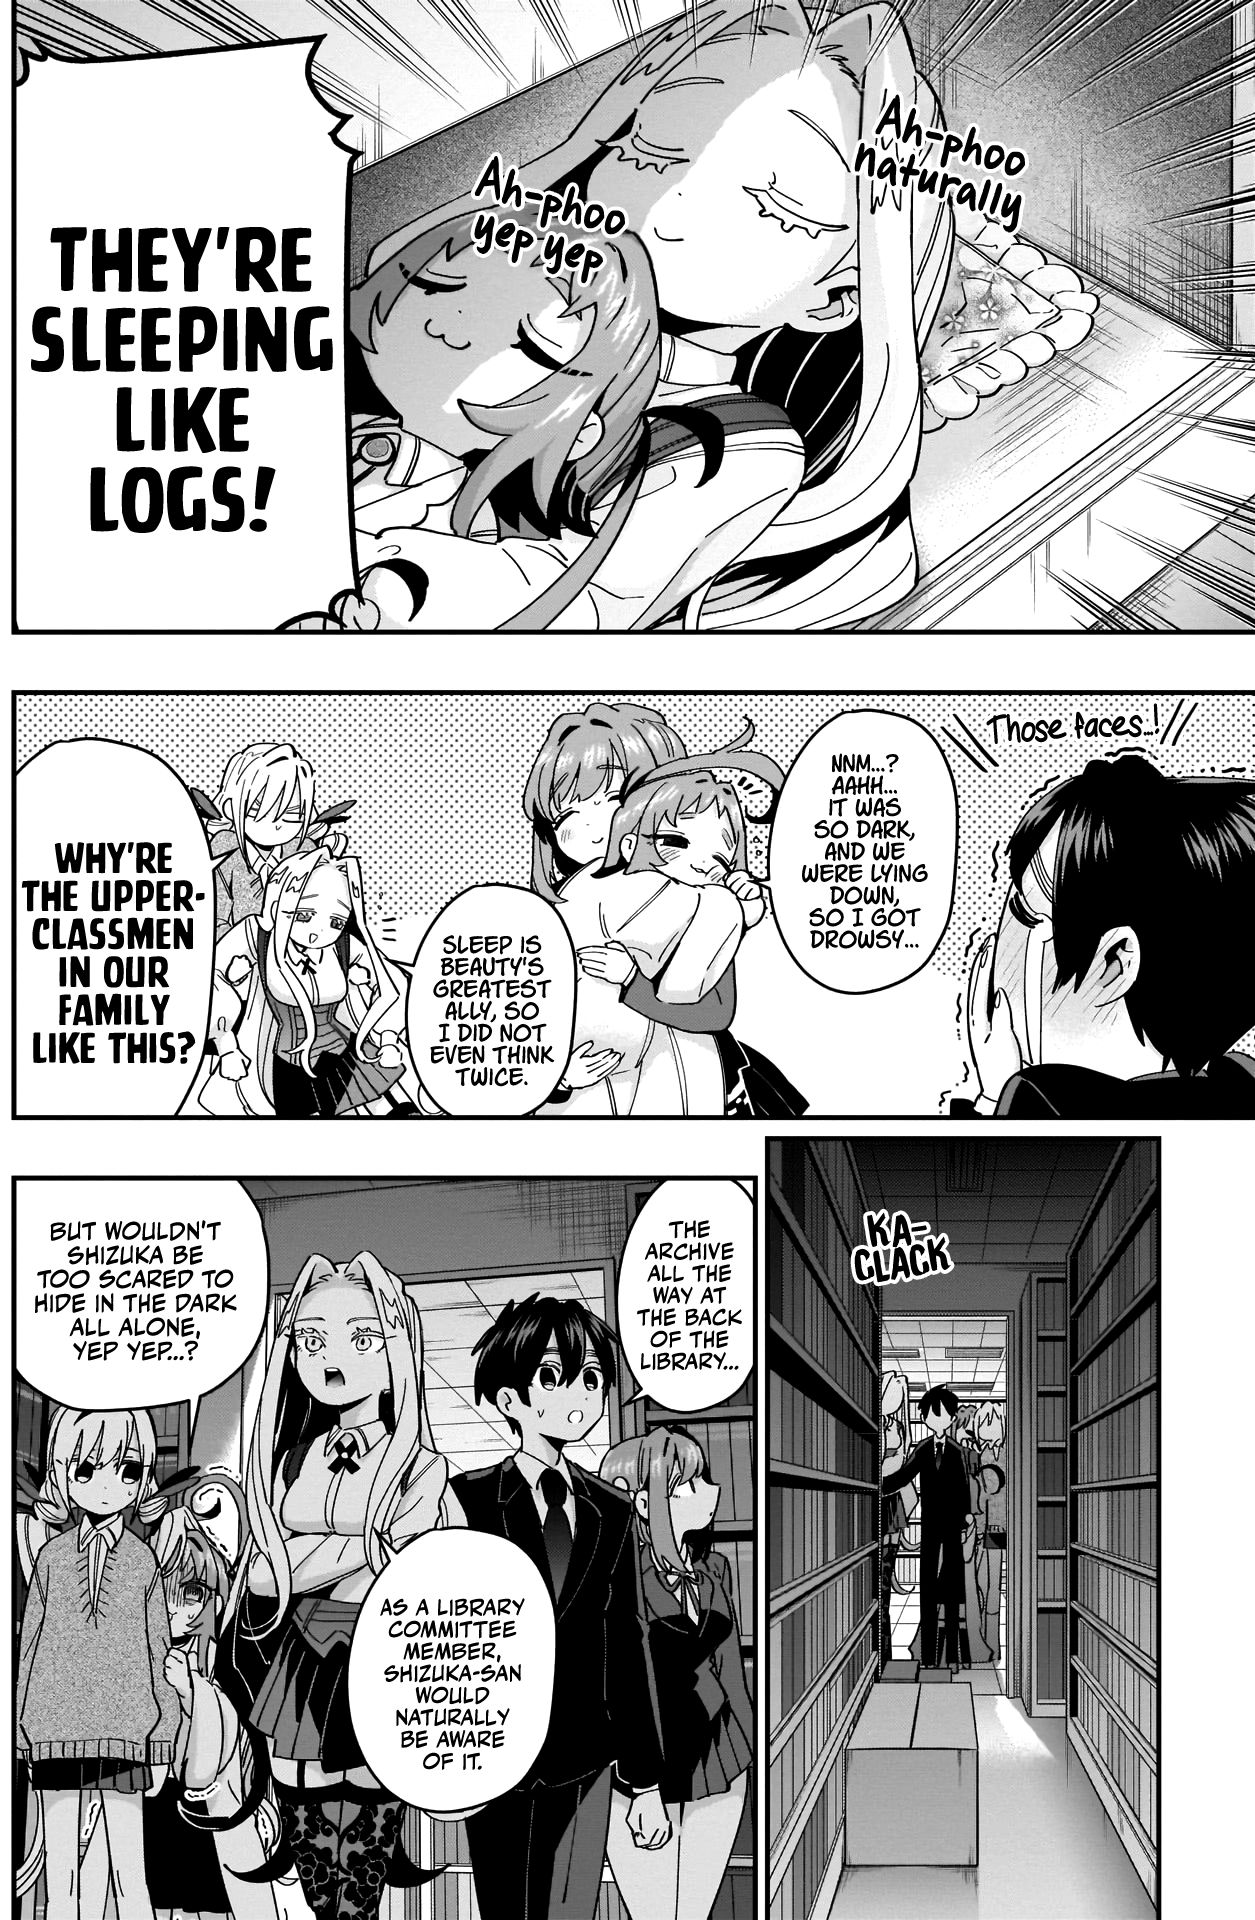 Ah-phoo
naturally
Ah-phoo
yep yep
THEY'RE
SLEEPING
LIKE
LOGS!
Those faces...!
NNM...?
AAHH...
IT WAS
SO DARK,
AND WE
WERE LYING
DOWN,
SO I GOT
DROWSY...
SLEEP IS
BEAUTY'S
GREATEST
ALLY, SO
I DID NOT
EVEN THINK
TWICE.
WHY'RE
THE UPPER-
CLASSMEN
IN OUR
FAMILY
LIKE THIS?
KA-
CLACK
THE
ARCHIVE
ALL THE
WAY AT
THE BACK
OF THE
LIBRARY...
AS A LIBRARY
COMMITTEE
MEMBER,
SHIZUKA-SAN
WOULD
NATURALLY
BE AWARE
OF IT.
BUT WOULDN'T
SHIZUKA BE
TOO SCARED TO
HIDE IN THE DARK
ALL ALONE,
YEP YEP...?